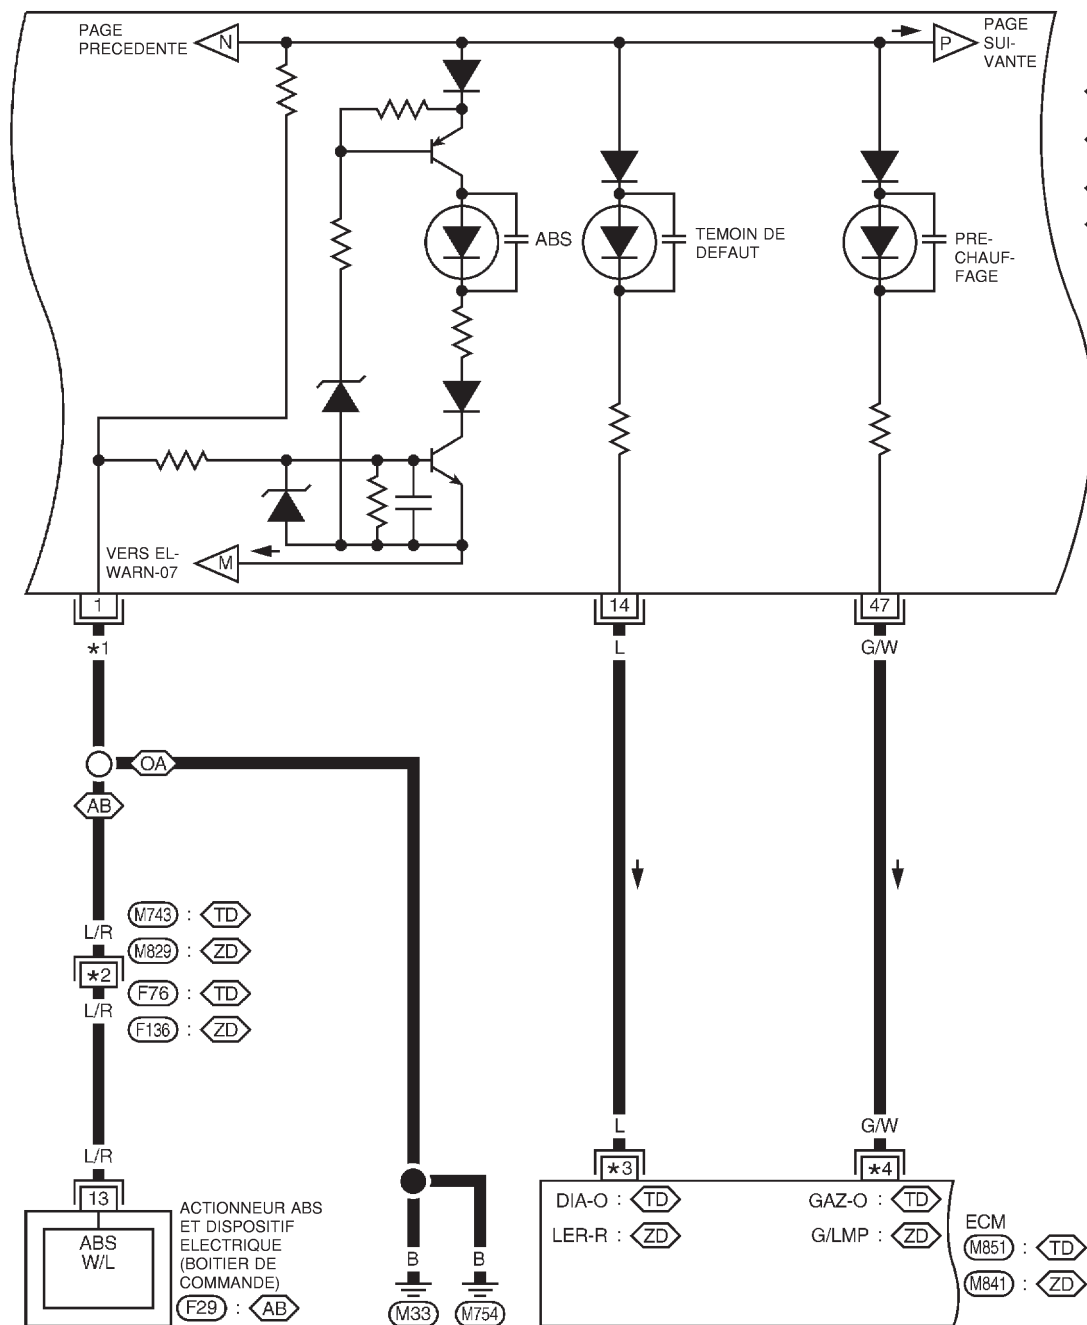 PAGE
PRECEDENTE
N
P
PAGE
SUI-
VANTE
ABS
TEMOIN DE
DEFAUT
PRE-
CHAUF-
FAGE
VERS EL-
WARN-07
M
1
14
47
*1
L
G/W
OA
AB
L/R
M743 : TD
M829 : ZD
*2
F76 : TD
L/R
F136 : ZD
L/R
L
G/W
13
*3
*4
ABS
W/L
ACTIONNEUR ABS
ET DISPOSITIF
ELECTRIQUE
(BOITIER DE
COMMANDE)
F29 : AB
B
B
M33
M754
DIA-O : TD
LER-R : ZD
GAZ-O : TD
G/LMP : ZD
ECM
M851 : TD
M841 : ZD